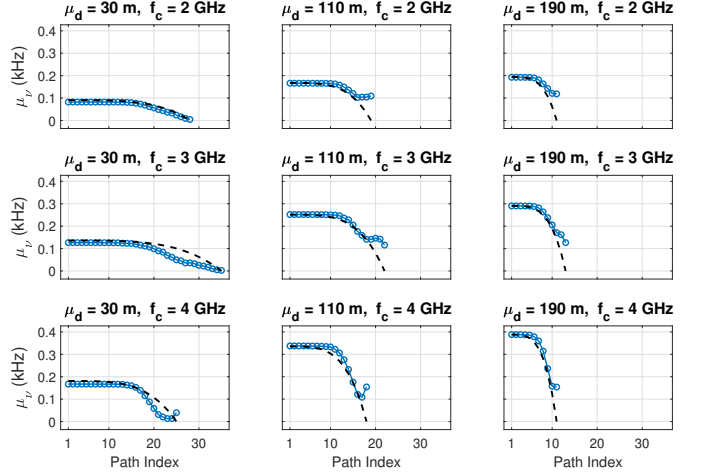 μd = 30 m, fc = 2 GHz
μd = 110 m, fc = 2 GHz
μd = 190 m, fc = 2 GHz
μν (kHz)
0.4
0.3
0.2
0.1
0
μd = 30 m, fc = 3 GHz
μd = 110 m, fc = 3 GHz
μd = 190 m, fc = 3 GHz
μν (kHz)
0.4
0.2
0
μd = 30 m, fc = 4 GHz
μd = 110 m, fc = 4 GHz
μd = 190 m, fc = 4 GHz
μν (kHz)
0.4
0.3
0.2
0.1
0
1 10 20 30
1 10 20 30
1 10 20 30
Path Index
Path Index
Path Index